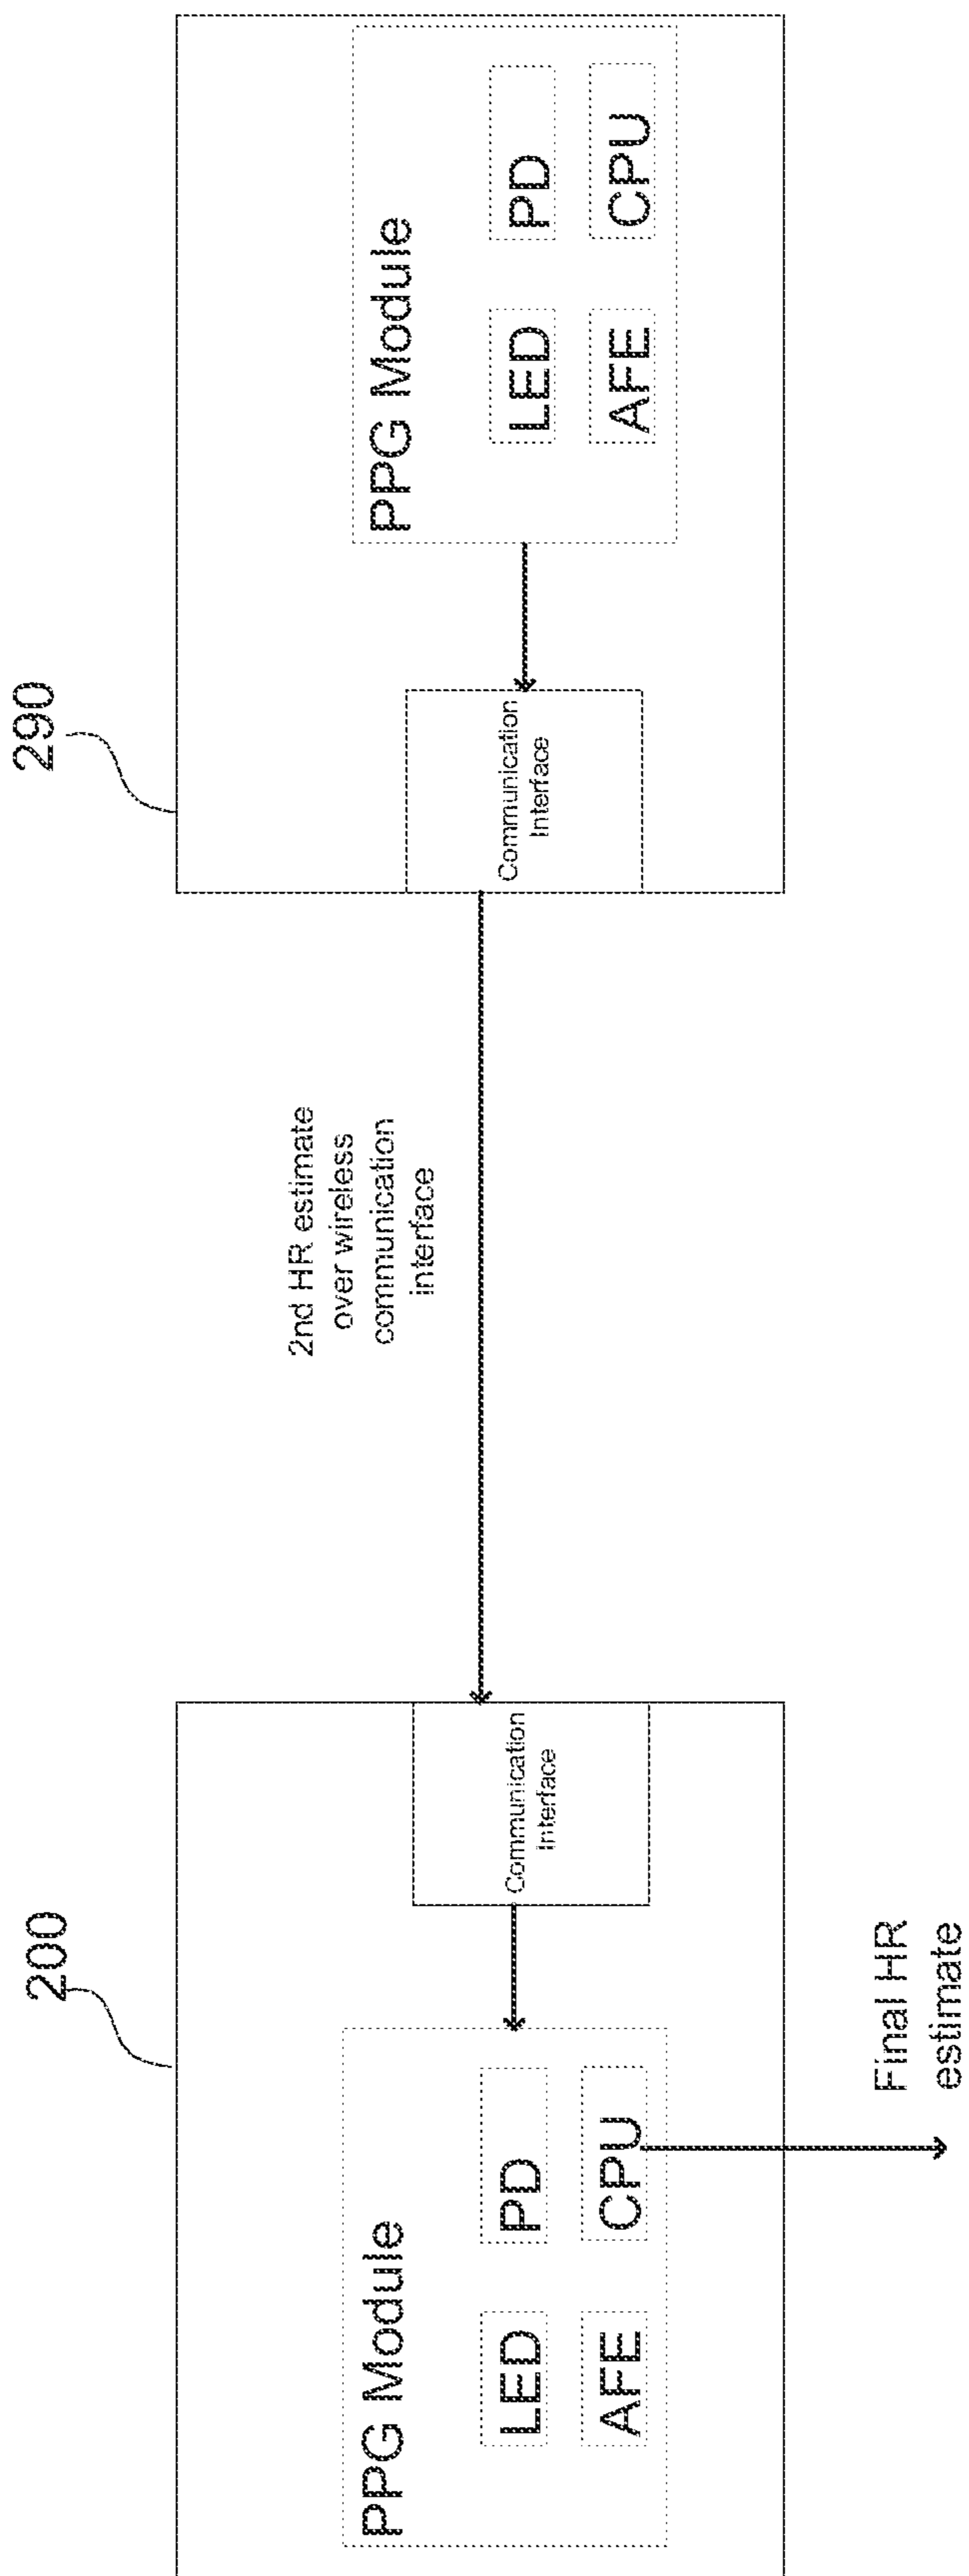 200
PPG Module
LED
PD
AFE
CPU
Communication
Interface
Final HR
estimate
2nd HR estimate
over wireless
communication
interface
290
Communication
Interface
PPG Module
LED
PD
AFE
CPU